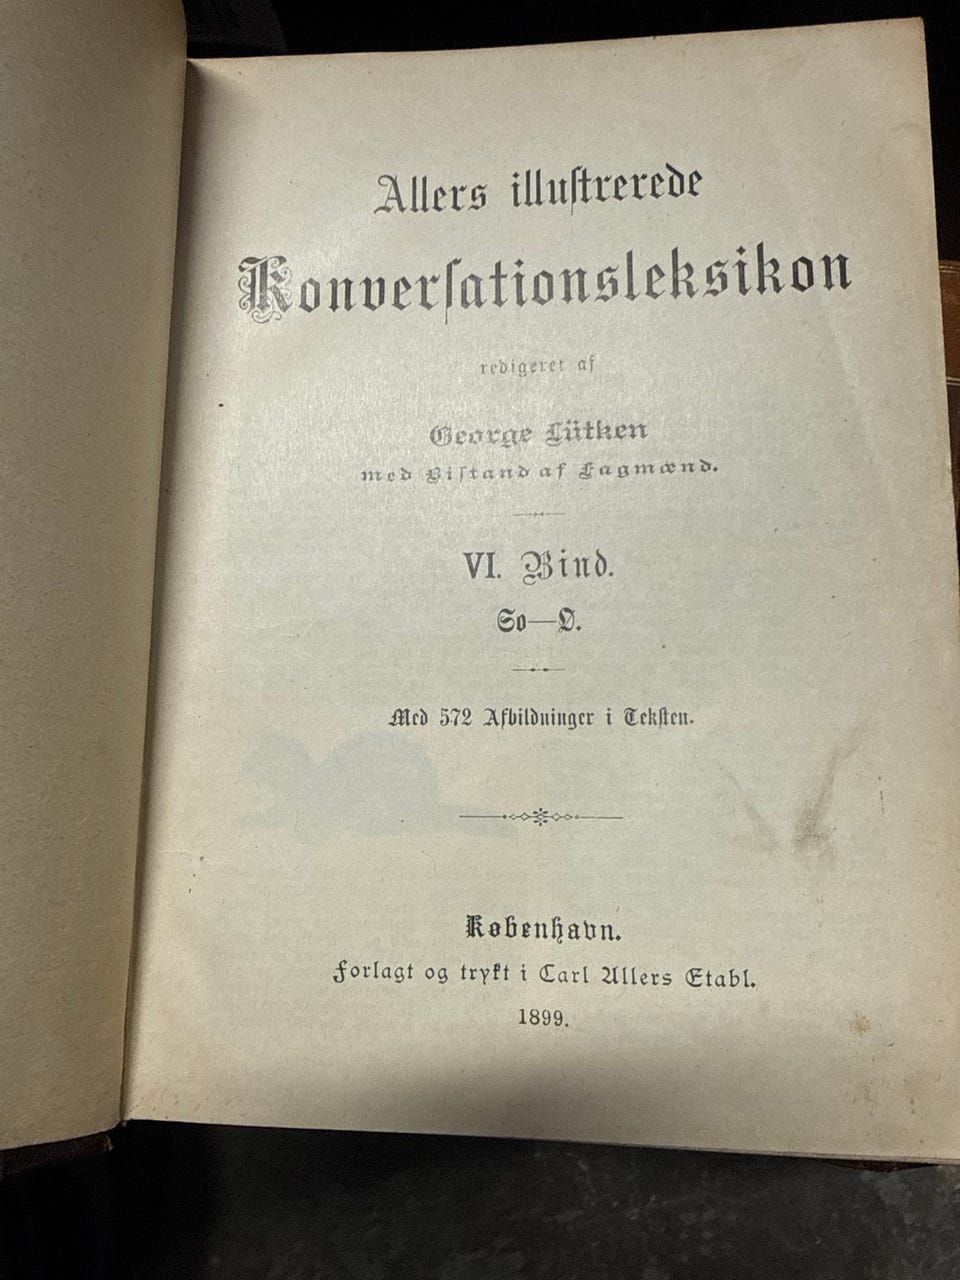 Allers illustrerede
Konversationsleksikon
redigeret af
George Lütken
med Bistand af Fagmænd.
VI. Bind.
So—Ø.
Med 572 Afbildninger i Teksten.
København.
Forlagt og trykt i Carl Allers Etabl.
1899.